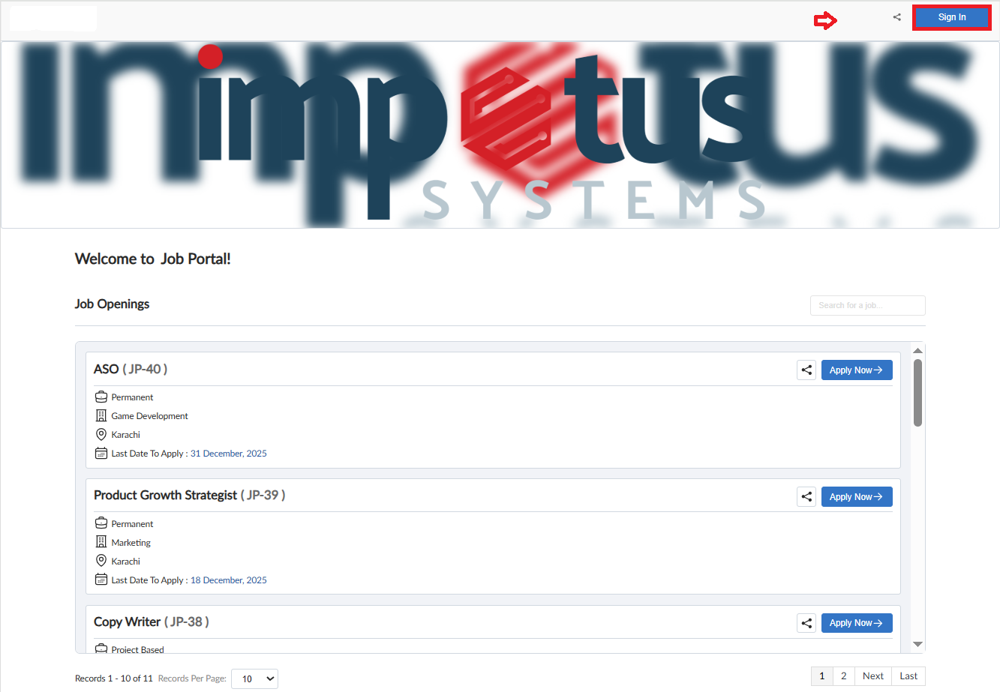 Sign In
impetus
SYSTEMS
Welcome to Job Portal!
Job Openings
Search for a job...
ASO ( JP-40 )
Apply Now
Permanent
Game Development
Karachi
Last Date To Apply : 31 December, 2025
Product Growth Strategist ( JP-39 )
Apply Now
Permanent
Marketing
Karachi
Last Date To Apply : 18 December, 2025
Copy Writer ( JP-38 )
Apply Now
Project Based
Records 1 - 10 of 11 Records Per Page: 10
1 2 Next Last